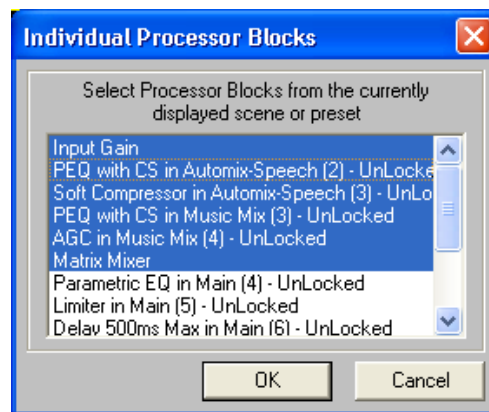 Individual Processor Blocks
Select Processor Blocks from the currently
displayed scene or preset
Input Gain
PEQ with CS in Automix-Speech (2) - UnLocke
Soft Compressor in Automix-Speech (3) - UnLo
PEQ with CS in Music Mix (3) - UnLocked
AGC in Music Mix (4) - UnLocked
Matrix Mixer
Parametric EQ in Main (4) - UnLocked
Limiter in Main (5) - UnLocked
Delay 500ms Max in Main (6) - UnLocked
OK Cancel